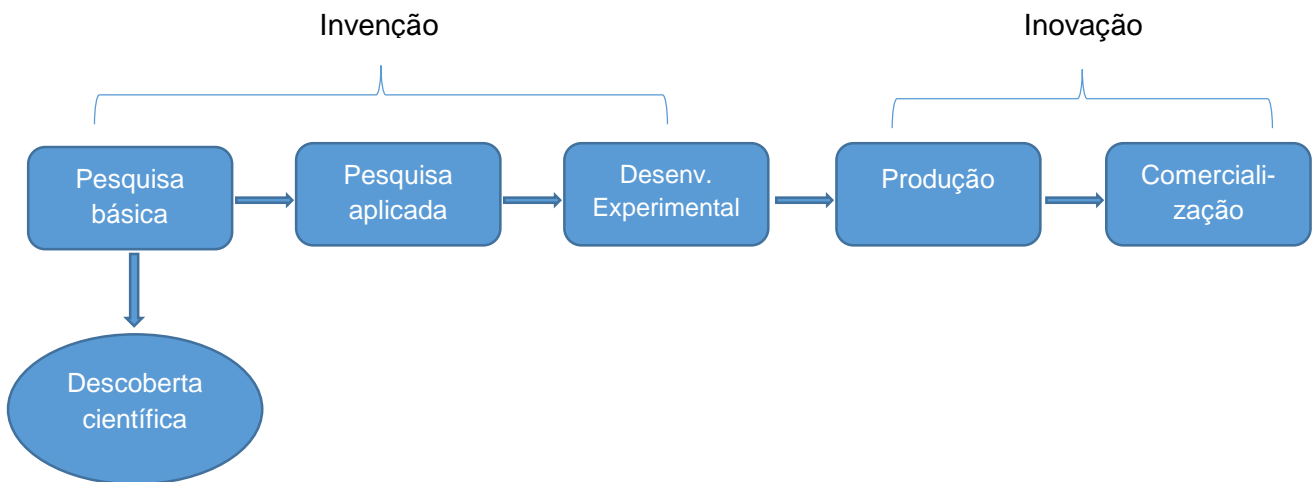 Invenção
Inovação
Pesquisa
básica
Pesquisa
aplicada
Desenv.
Experimental
Produção
Comerciali-
zação
Descoberta
científica